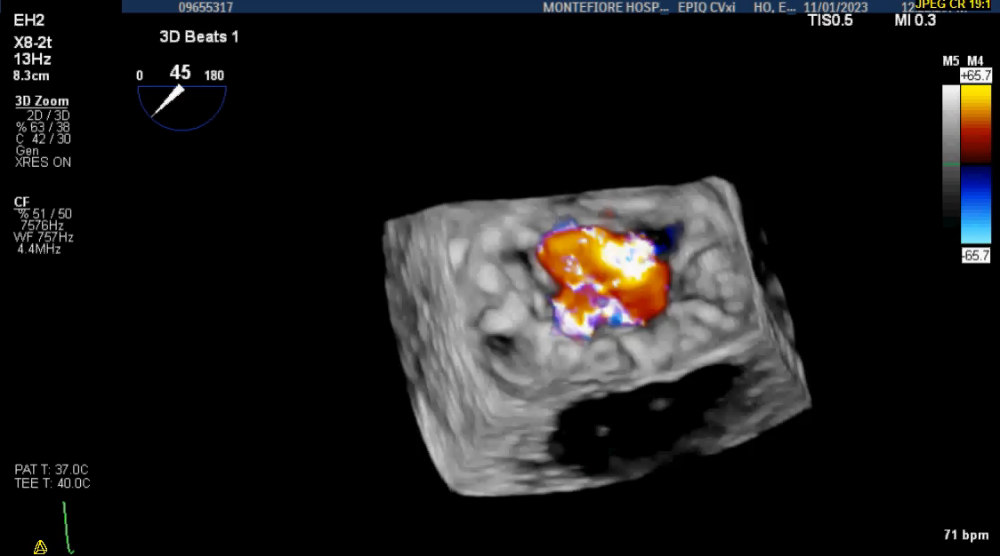 09655317 MONTEFIORE HOSP... EPIQ CVxi HO, E... 11/01/2023
JPEG CR 19:1
EH2
TIS0.5 MI 0.3
X8-2t
13Hz
8.3cm
3D Beats 1
0 45 180
3D Zoom
2D / 3D
% 63 / 38
C 42 / 30
Gen
XRES ON
CF
% 51 / 50
7576Hz
WF 757Hz
4.4MHz
M5 M4
+65.7
-65.7
PAT T: 37.0C
TEE T: 40.0C
71 bpm